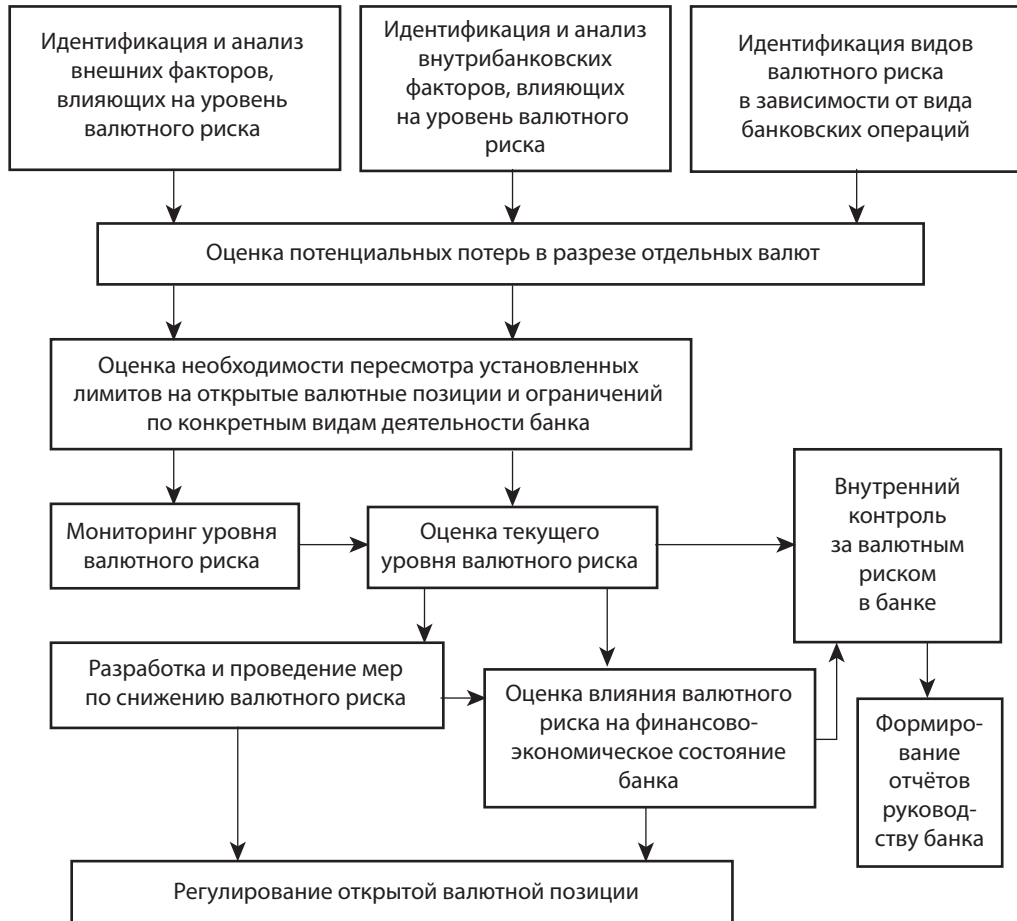 Идентификация и анализ
внешних факторов,
влияющих на уровень
валютного риска
Идентификация и анализ
внутрибанковских
факторов, влияющих
на уровень валютного
риска
Идентификация видов
валютного риска
в зависимости от вида
банковских операций
Оценка потенциальных потерь в разрезе отдельных валют
Оценка необходимости пересмотра установленных
лимитов на открытые валютные позиции и ограничений
по конкретным видам деятельности банка
Мониторинг уровня
валютного риска
Оценка текущего
уровня валютного риска
Внутренний
контроль
за валютным
риском
в банке
Разработка и проведение мер
по снижению валютного риска
Оценка влияния валютного
риска на финансово-
экономическое состояние
банка
Формиро-
вание
отчётов
руковод-
ству банка
Регулирование открытой валютной позиции